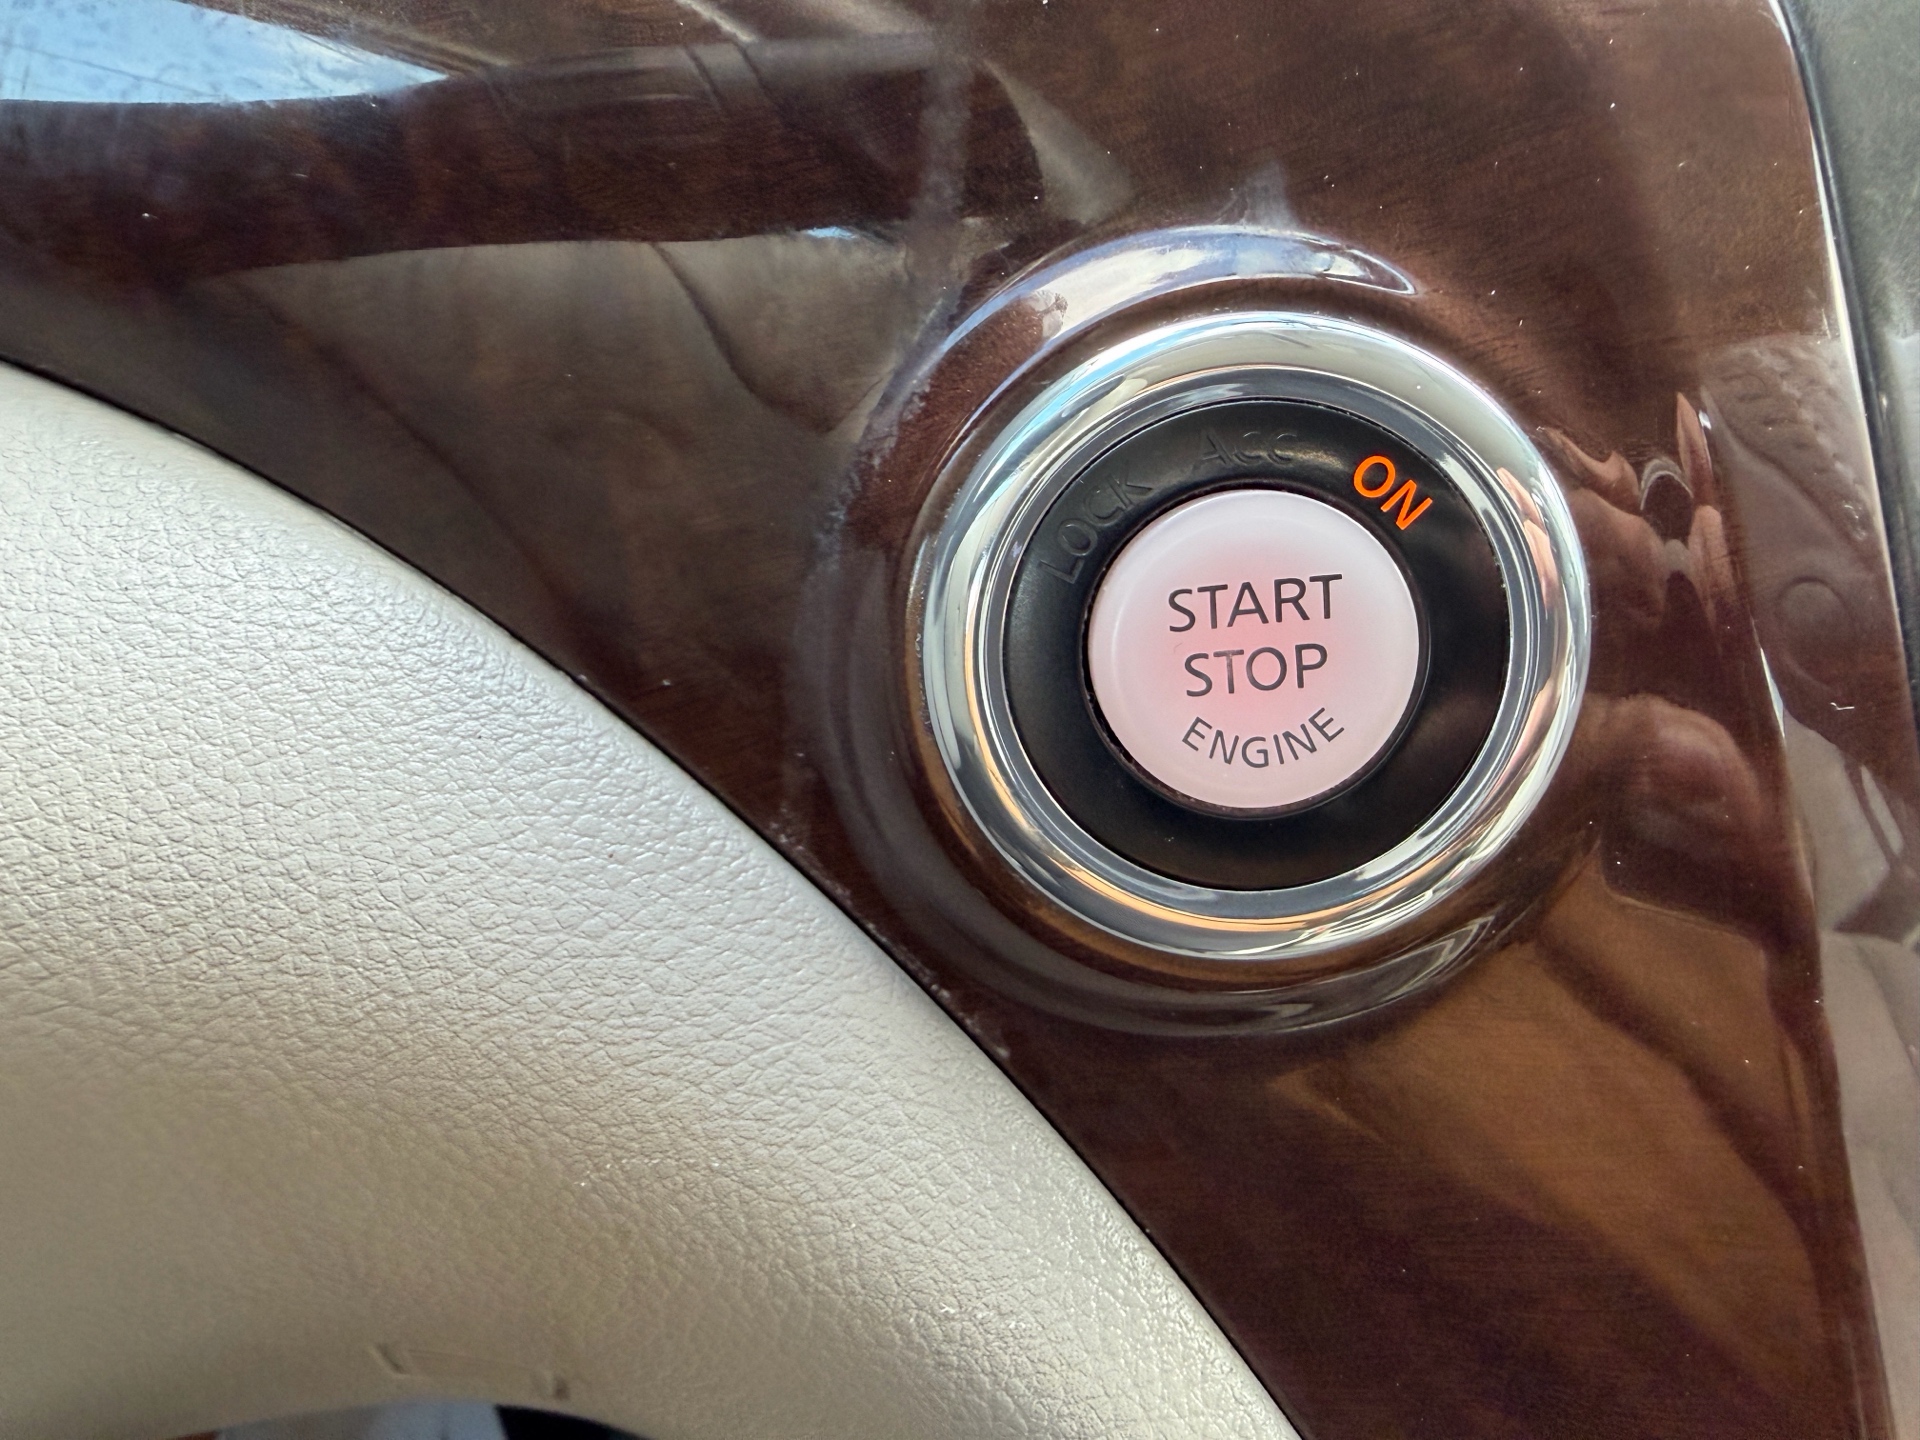 LOCK ACC ON
START
STOP
ENGINE